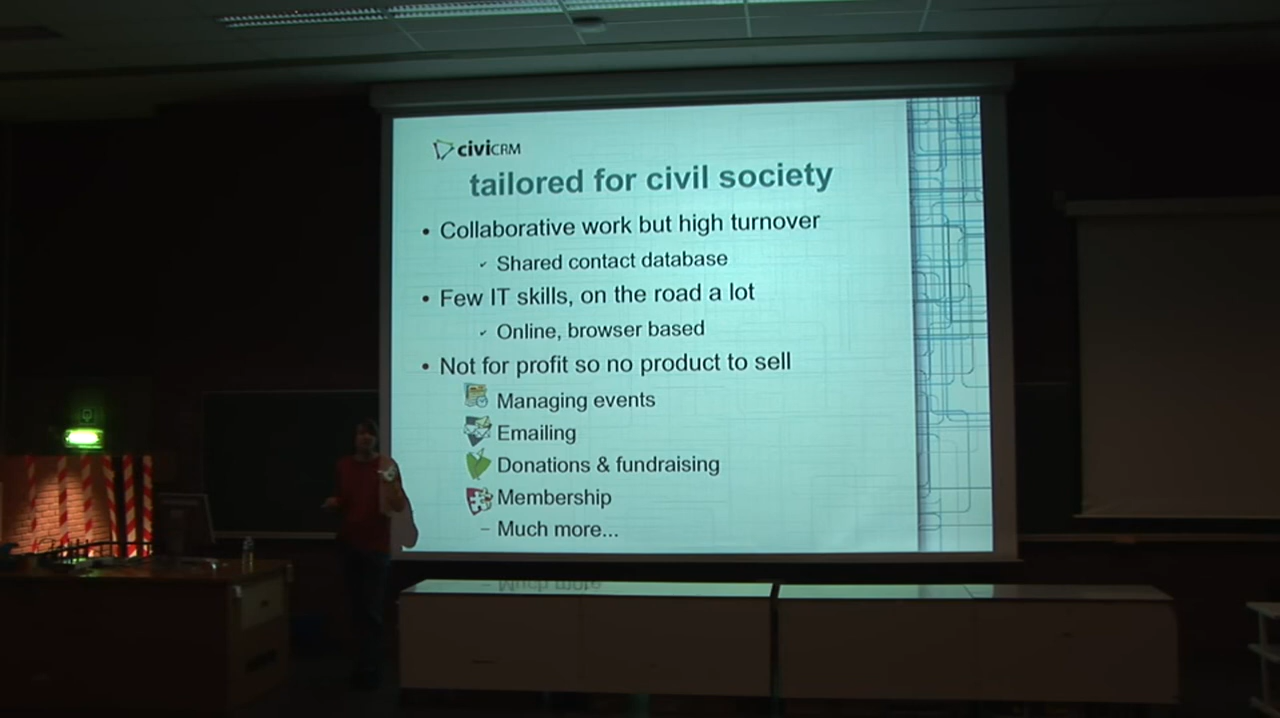 civiCRM
tailored for civil society
• Collaborative work but high turnover
✓ Shared contact database
• Few IT skills, on the road a lot
✓ Online, browser based
• Not for profit so no product to sell
Managing events
Emailing
Donations & fundraising
Membership
– Much more...